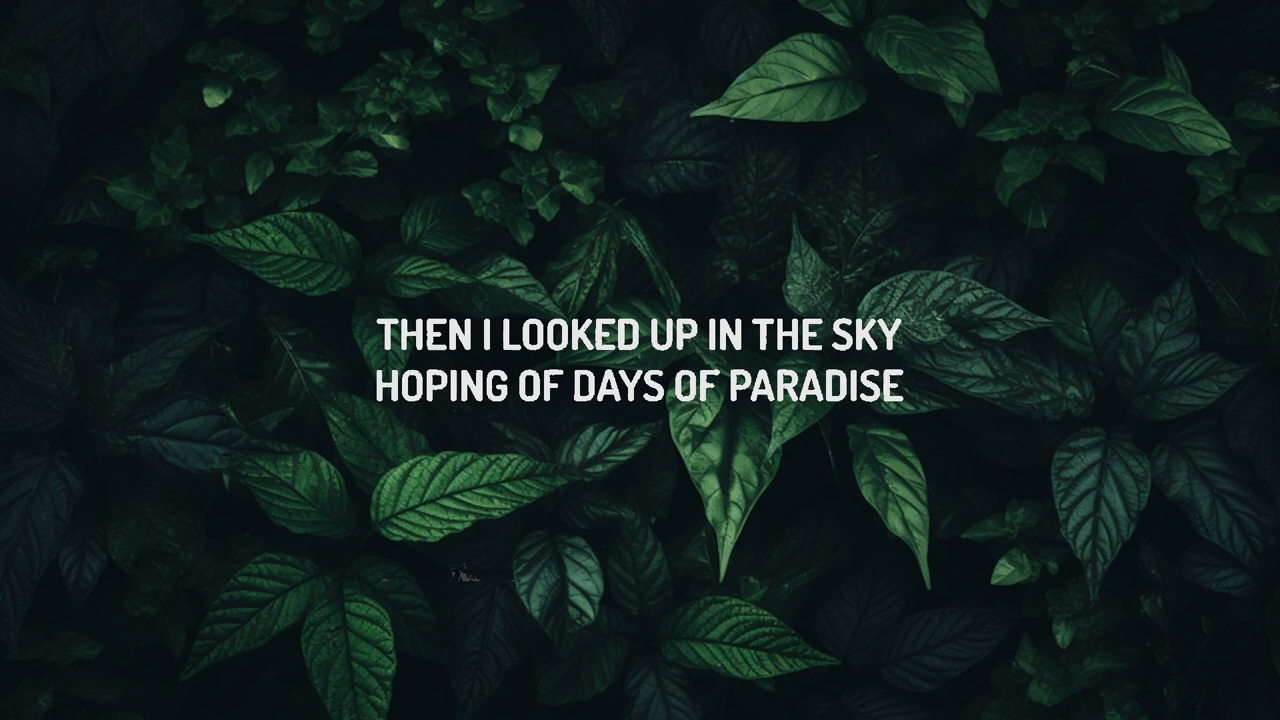 THEN I LOOKED UP IN THE SKY
HOPING OF DAYS OF PARADISE